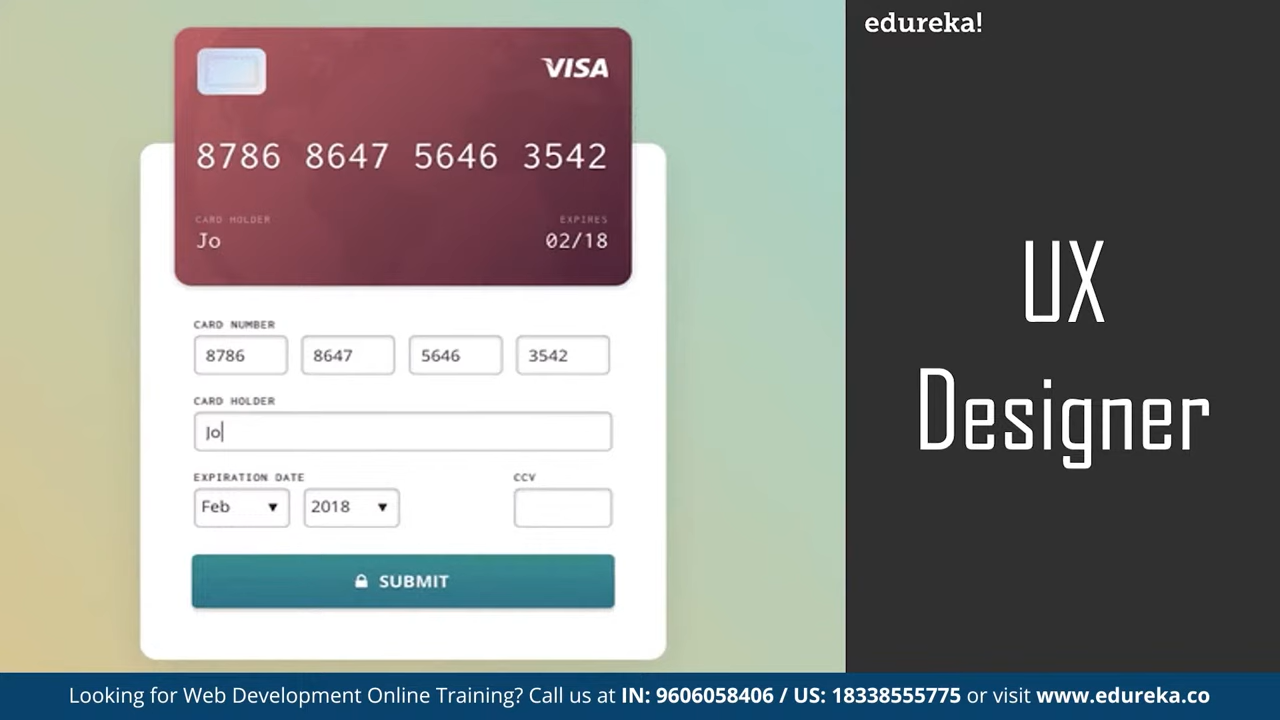 edureka!
VISA
8786 8647 5646 3542
CARD HOLDER EXPIRES
Jo 02/18
CARD NUMBER
8786 8647 5646 3542
CARD HOLDER
Jo
EXPIRATION DATE CCV
Feb 2018
SUBMIT
UX
Designer
Looking for Web Development Online Training? Call us at IN: 9606058406 / US: 18338555775 or visit www.edureka.co